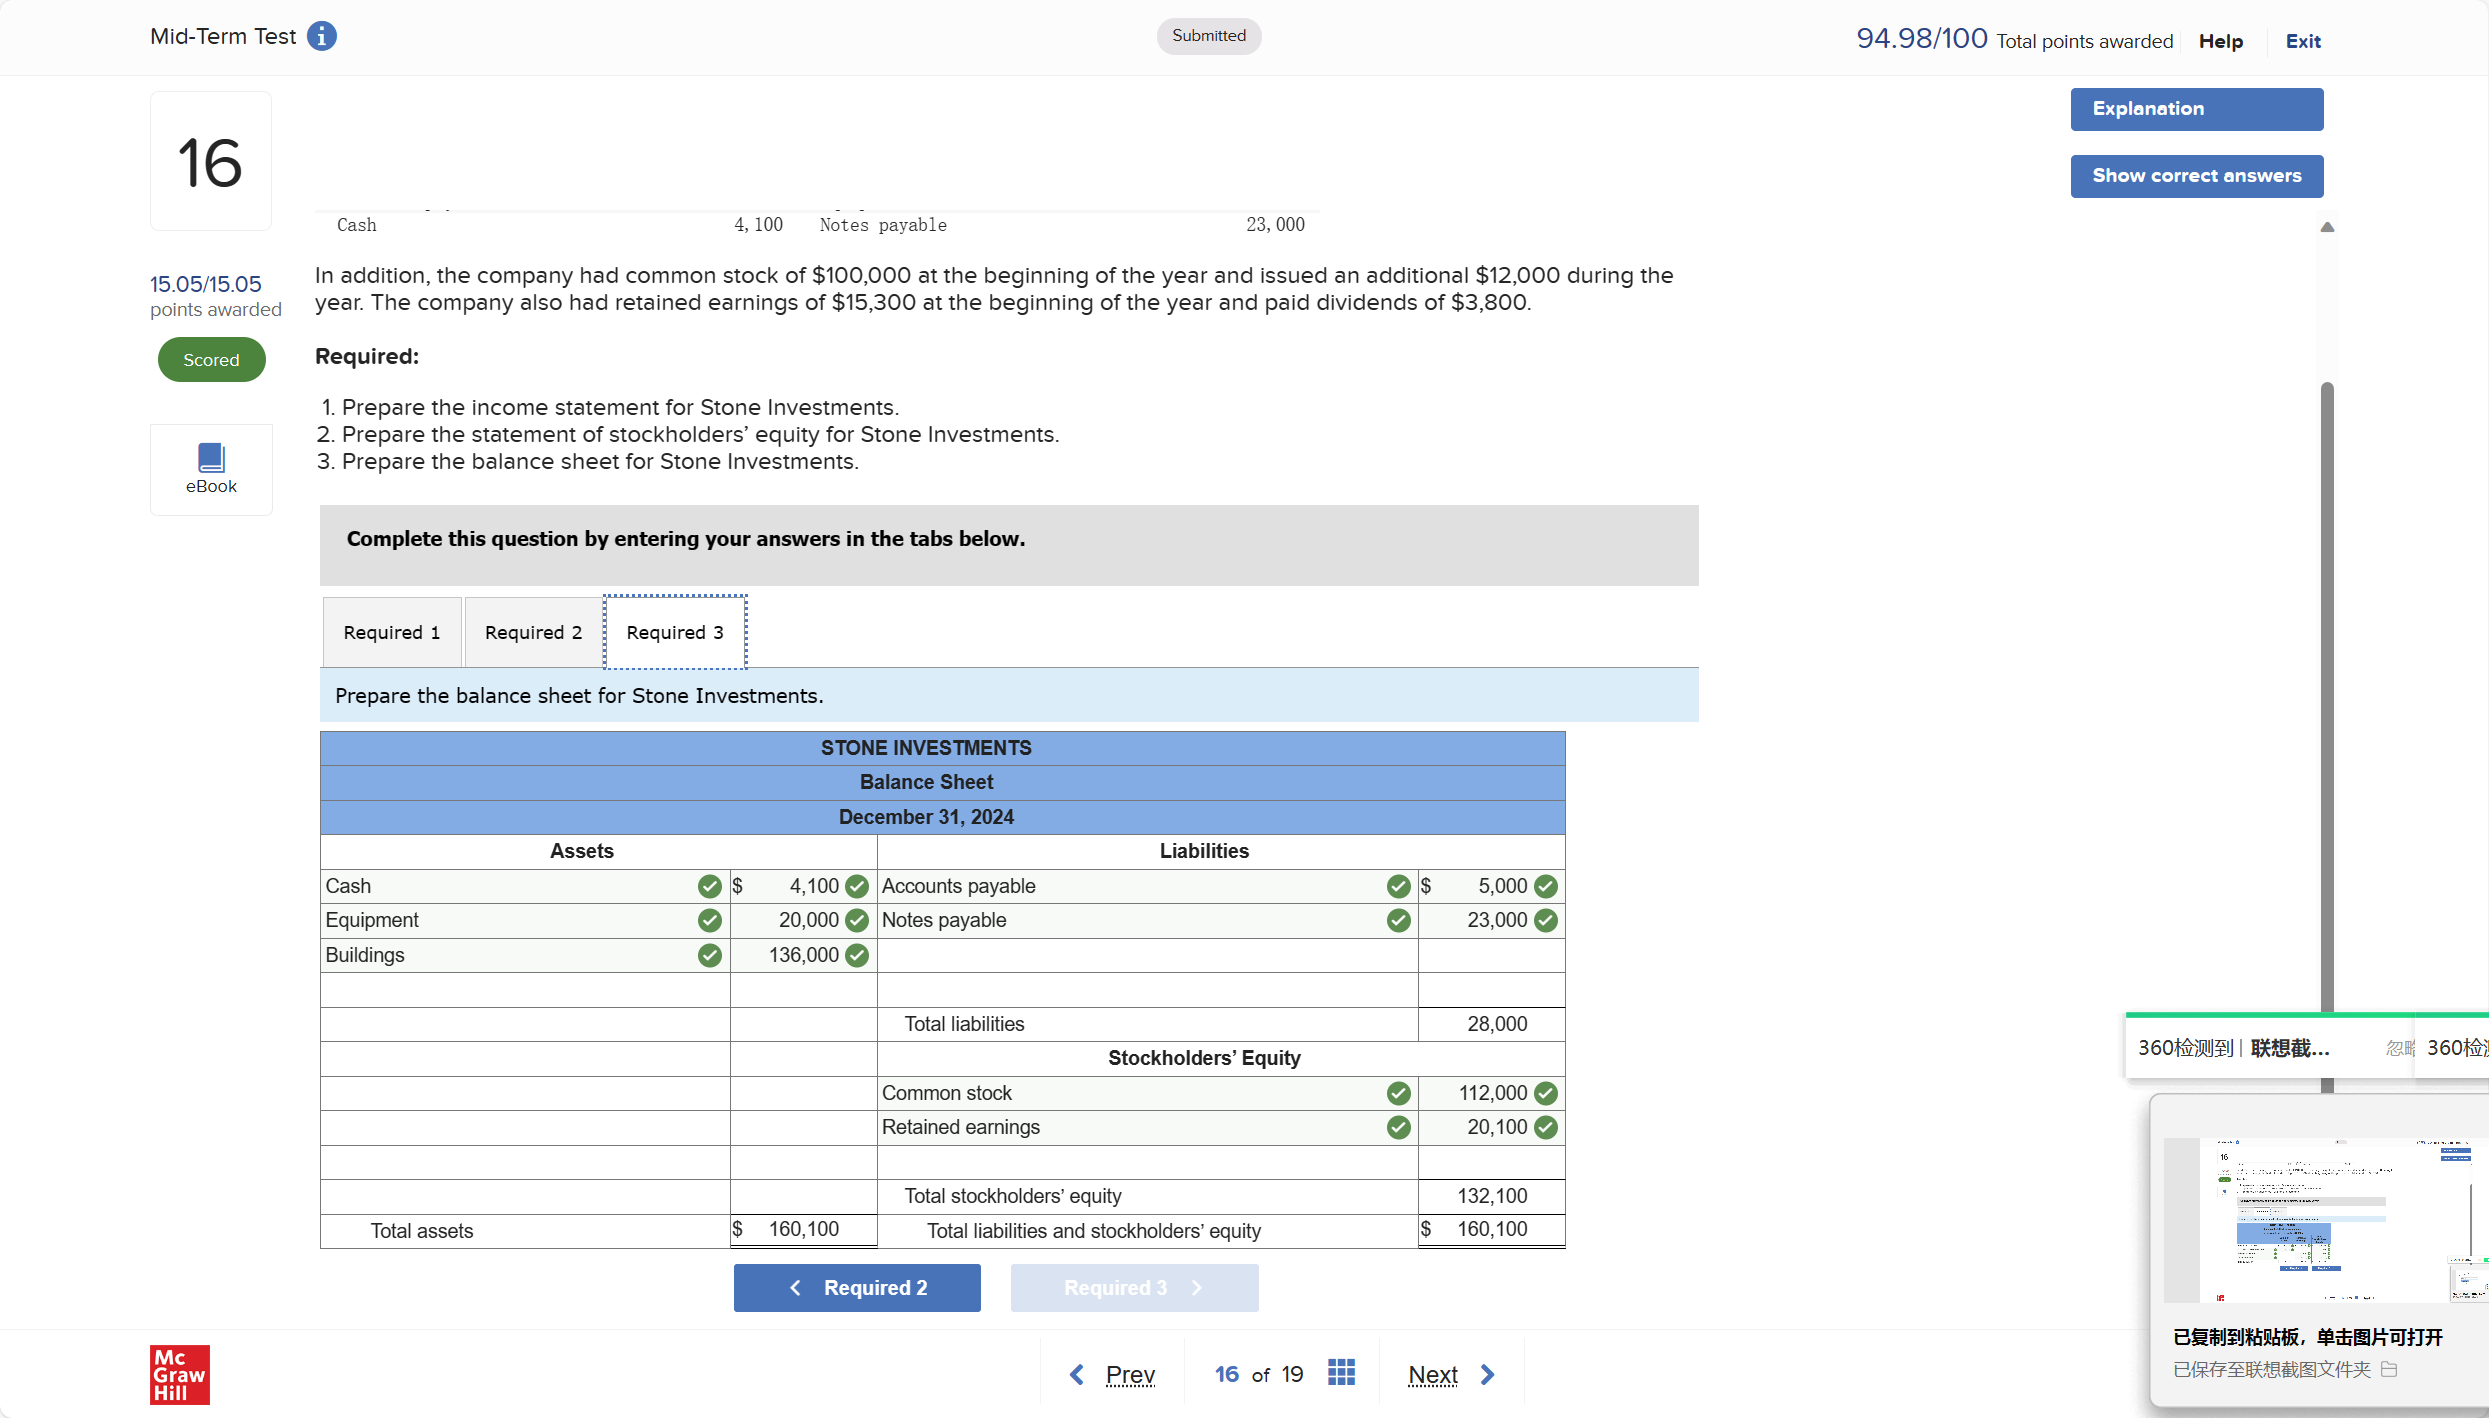 Mid-Term Test i
Submitted
94.98/100 Total points awarded Help Exit
16
Explanation
Show correct answers
Cash 4,100 Notes payable 23,000
15.05/15.05
points awarded
Scored
eBook
In addition, the company had common stock of $100,000 at the beginning of the year and issued an additional $12,000 during the
year. The company also had retained earnings of $15,300 at the beginning of the year and paid dividends of $3,800.
Required:
1. Prepare the income statement for Stone Investments.
2. Prepare the statement of stockholders’ equity for Stone Investments.
3. Prepare the balance sheet for Stone Investments.
Complete this question by entering your answers in the tabs below.
Required 1 Required 2 Required 3
Prepare the balance sheet for Stone Investments.
STONE INVESTMENTS
Balance Sheet
December 31, 2024
Assets Liabilities
Cash $ 4,100 Accounts payable $ 5,000
Equipment 20,000 Notes payable 23,000
Buildings 136,000
Total liabilities 28,000
Stockholders’ Equity
Common stock 112,000
Retained earnings 20,100
Total stockholders’ equity 132,100
Total assets $ 160,100 Total liabilities and stockholders’ equity $ 160,100
Required 2 Required 3
360检测到 | 联想截... 忽略 360检测
16
已复制到粘贴板，单击图片可打开
已保存至联想截图文件夹
Mc
Graw
Hill
Prev 16 of 19 Next